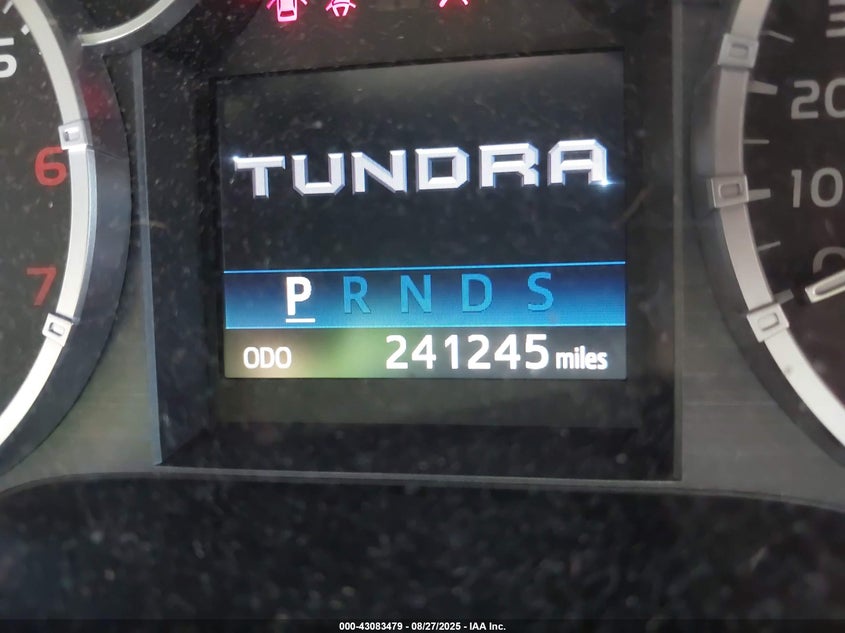 TUNDRA
P R N D S
ODO 241245 miles
6
7
20
10
000-43083479 - 08/27/2025 - IAA Inc.